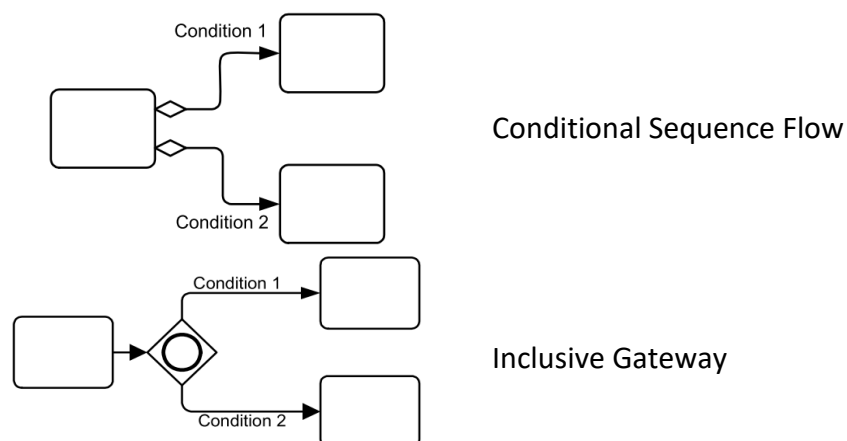 Condition 1
Conditional Sequence Flow
Condition 2
Condition 1
Inclusive Gateway
Condition 2